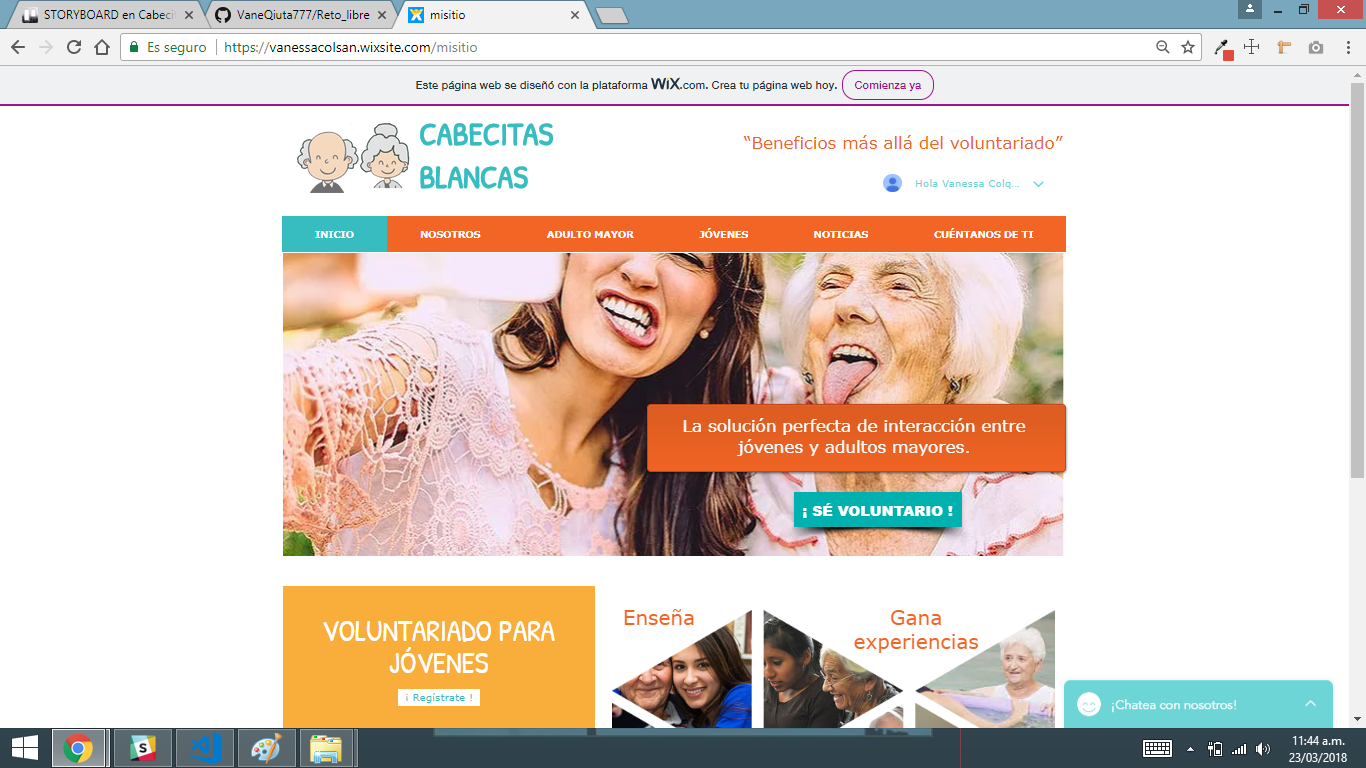 STORYBOARD en Cabecit
VaneQiuta777/Reto_libre
misitio
Es seguro
https://vanessacolsan.wixsite.com/misitio
Este página web se diseñó con la plataforma WiX.com. Crea tu página web hoy.
Comienza ya
CABECITAS
BLANCAS
“Beneficios más allá del voluntariado”
Hola Vanessa Colq...
INICIO
NOSOTROS
ADULTO MAYOR
JÓVENES
NOTICIAS
CUÉNTANOS DE TI
La solución perfecta de interacción entre
jóvenes y adultos mayores.
¡ SÉ VOLUNTARIO !
VOLUNTARIADO PARA
JÓVENES
¡ Regístrate !
Enseña
Gana
experiencias
¡Chatea con nosotros!
11:44 a.m.
23/03/2018